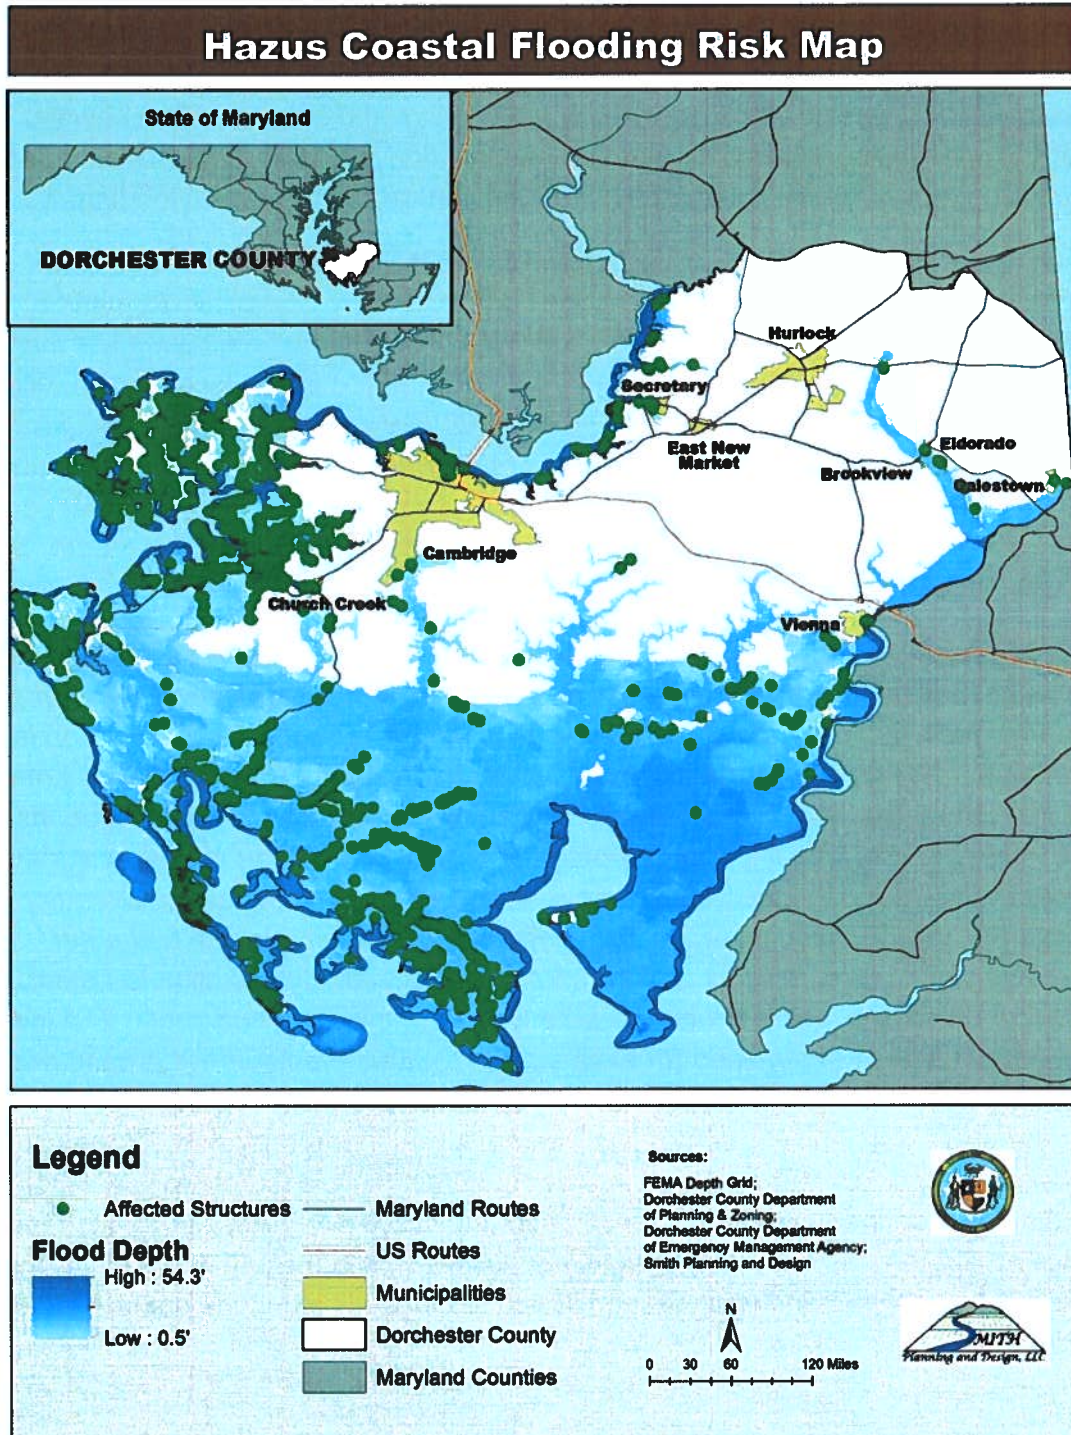 Hazus Coastal Flooding Risk Map
State of Maryland
DORCHESTER COUNTY
Hurlock
Secretary
East New
Market
Eldorado
Brookview
Galestown
Cambridge
Church Creek
Vienna
Legend
Affected Structures
Flood Depth
High : 54.3'
Low : 0.5'
Maryland Routes
US Routes
Municipalities
Dorchester County
Maryland Counties
Sources:
FEMA Depth Grid;
Dorchester County Department
of Planning & Zoning;
Dorchester County Department
of Emergency Management Agency;
Smith Planning and Design
N
0 30 60 120 Miles
SMITH
Planning and Design, LLC